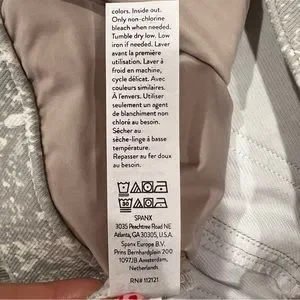 colors. Inside out.
Only non-chlorine
bleach when needed.
Tumble dry low. Low
iron if needed. Laver
avant la première
utilisation. Laver à
froid en machine,
cycle délicat. Avec
couleurs similaires.
À l'envers. Utiliser
seulement un agent
de blanchiment non
chloré au besoin.
Sécher au
sèche-linge à basse
température.
Repasser au fer doux
au besoin.
SPANX
3035 Peachtree Road NE
Atlanta, GA 30305, U.S.A.
Spanx Europe B.V.
Prins Bernhardplein 200
1097JB Amsterdam,
Netherlands
RN# 112121